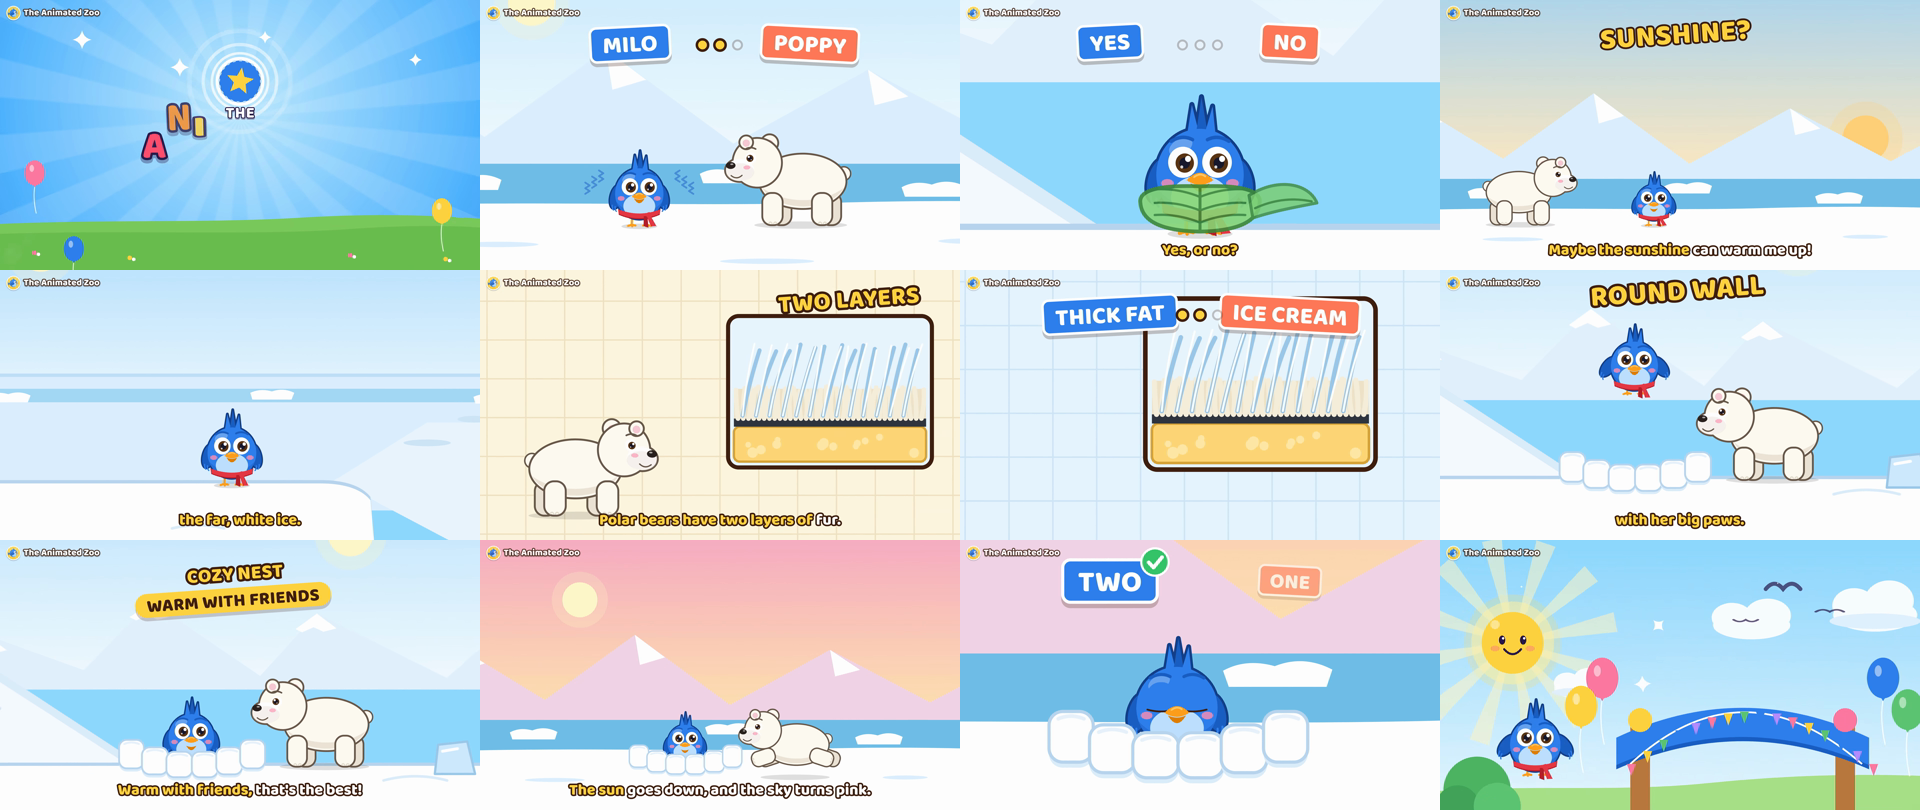 The Animated Zoo
THE
ANI
The Animated Zoo
MILO
POPPY
The Animated Zoo
YES
NO
Yes, or no?
The Animated Zoo
SUNSHINE?
Maybe the sunshine can warm me up!
The Animated Zoo
the far, white ice.
The Animated Zoo
TWO LAYERS
Polar bears have two layers of fur.
The Animated Zoo
THICK FAT
ICE CREAM
The Animated Zoo
ROUND WALL
with her big paws.
The Animated Zoo
COZY NEST
WARM WITH FRIENDS
Warm with friends, that's the best!
The Animated Zoo
The sun goes down, and the sky turns pink.
The Animated Zoo
TWO
ONE
The Animated Zoo